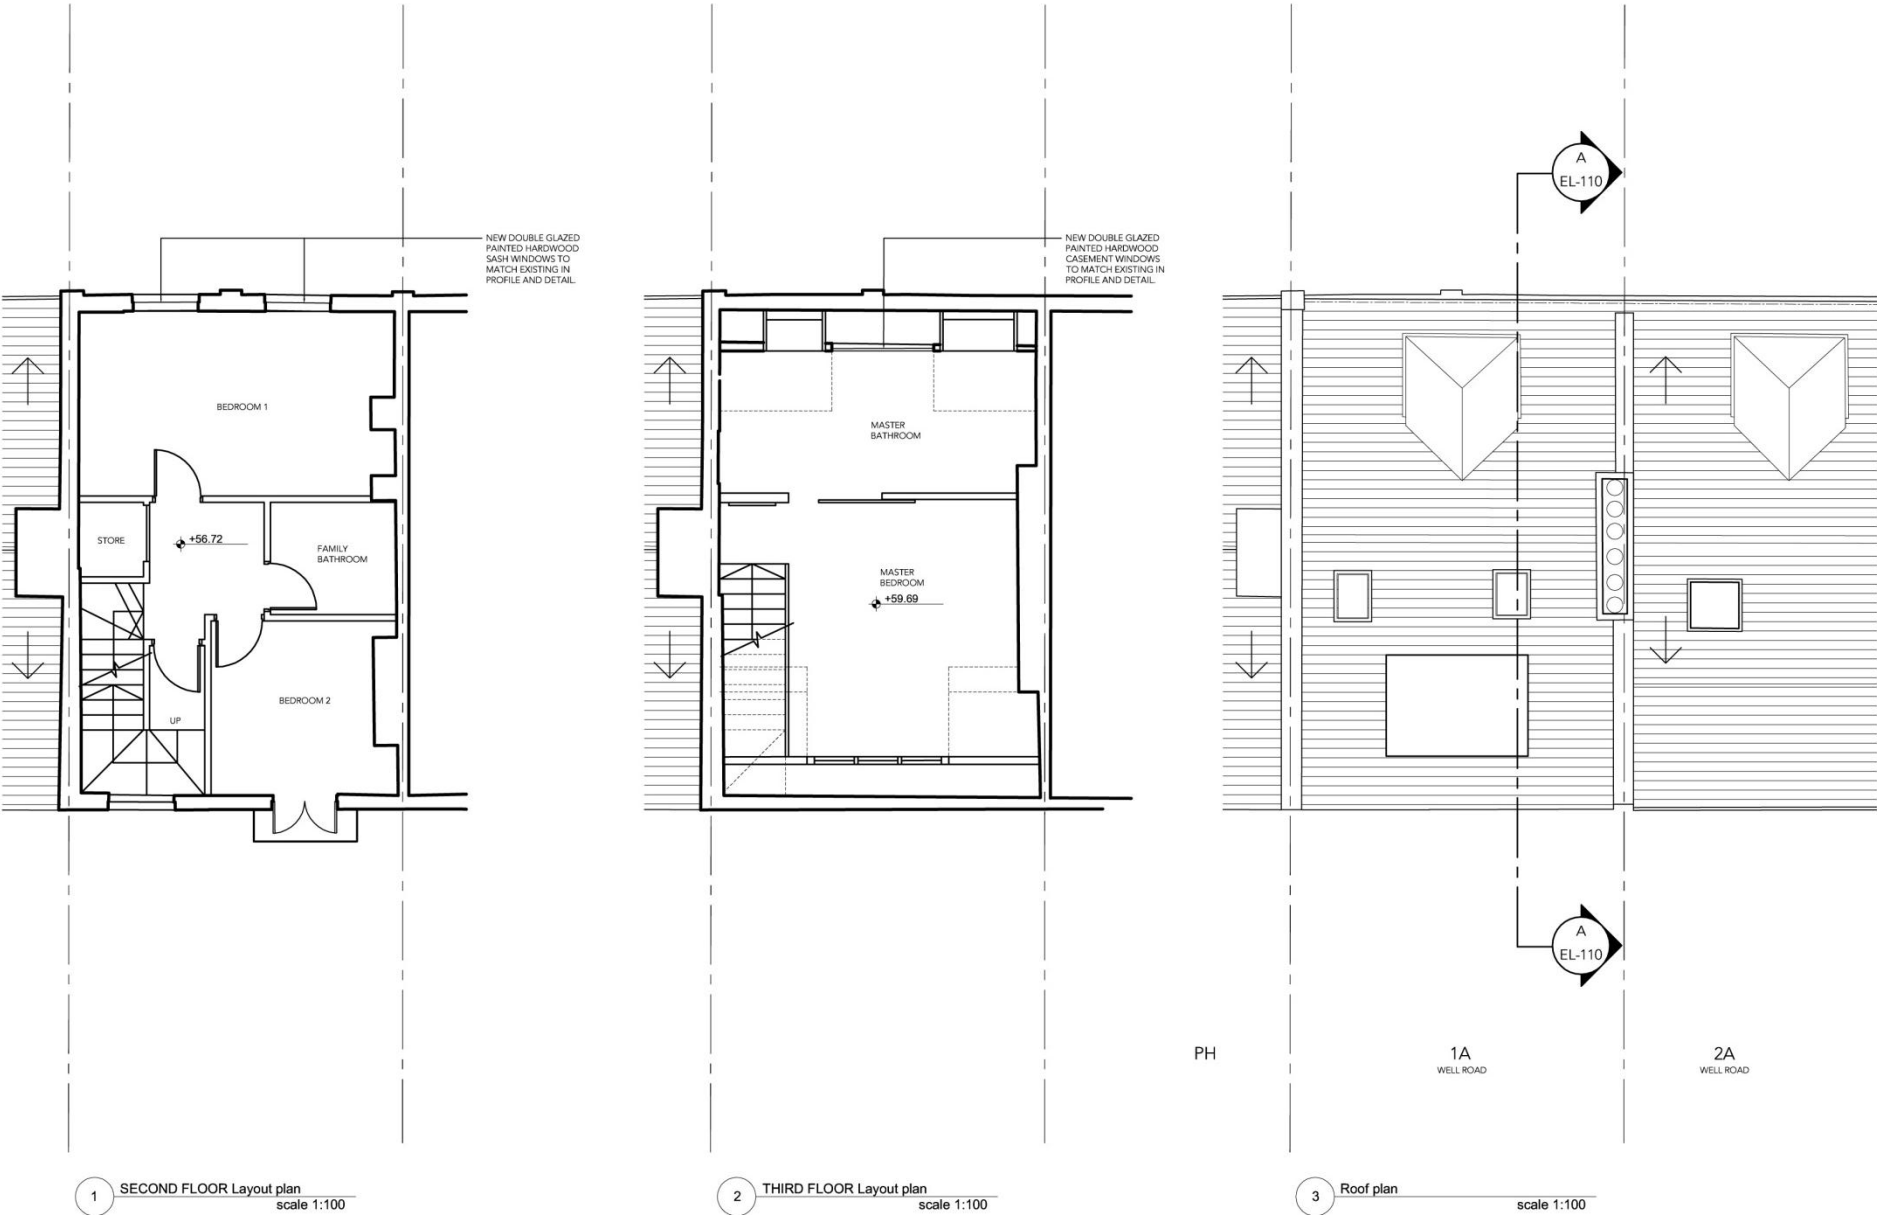 NEW DOUBLE GLAZED
PAINTED HARDWOOD
SASH WINDOWS TO
MATCH EXISTING IN
PROFILE AND DETAIL.
BEDROOM 1
STORE
+56.72
FAMILY
BATHROOM
BEDROOM 2
UP
1
SECOND FLOOR Layout plan
scale 1:100
NEW DOUBLE GLAZED
PAINTED HARDWOOD
CASEMENT WINDOWS
TO MATCH EXISTING IN
PROFILE AND DETAIL.
MASTER
BATHROOM
MASTER
BEDROOM
+59.69
2
THIRD FLOOR Layout plan
scale 1:100
A
EL-110
A
EL-110
PH
1A
WELL ROAD
2A
WELL ROAD
3
Roof plan
scale 1:100